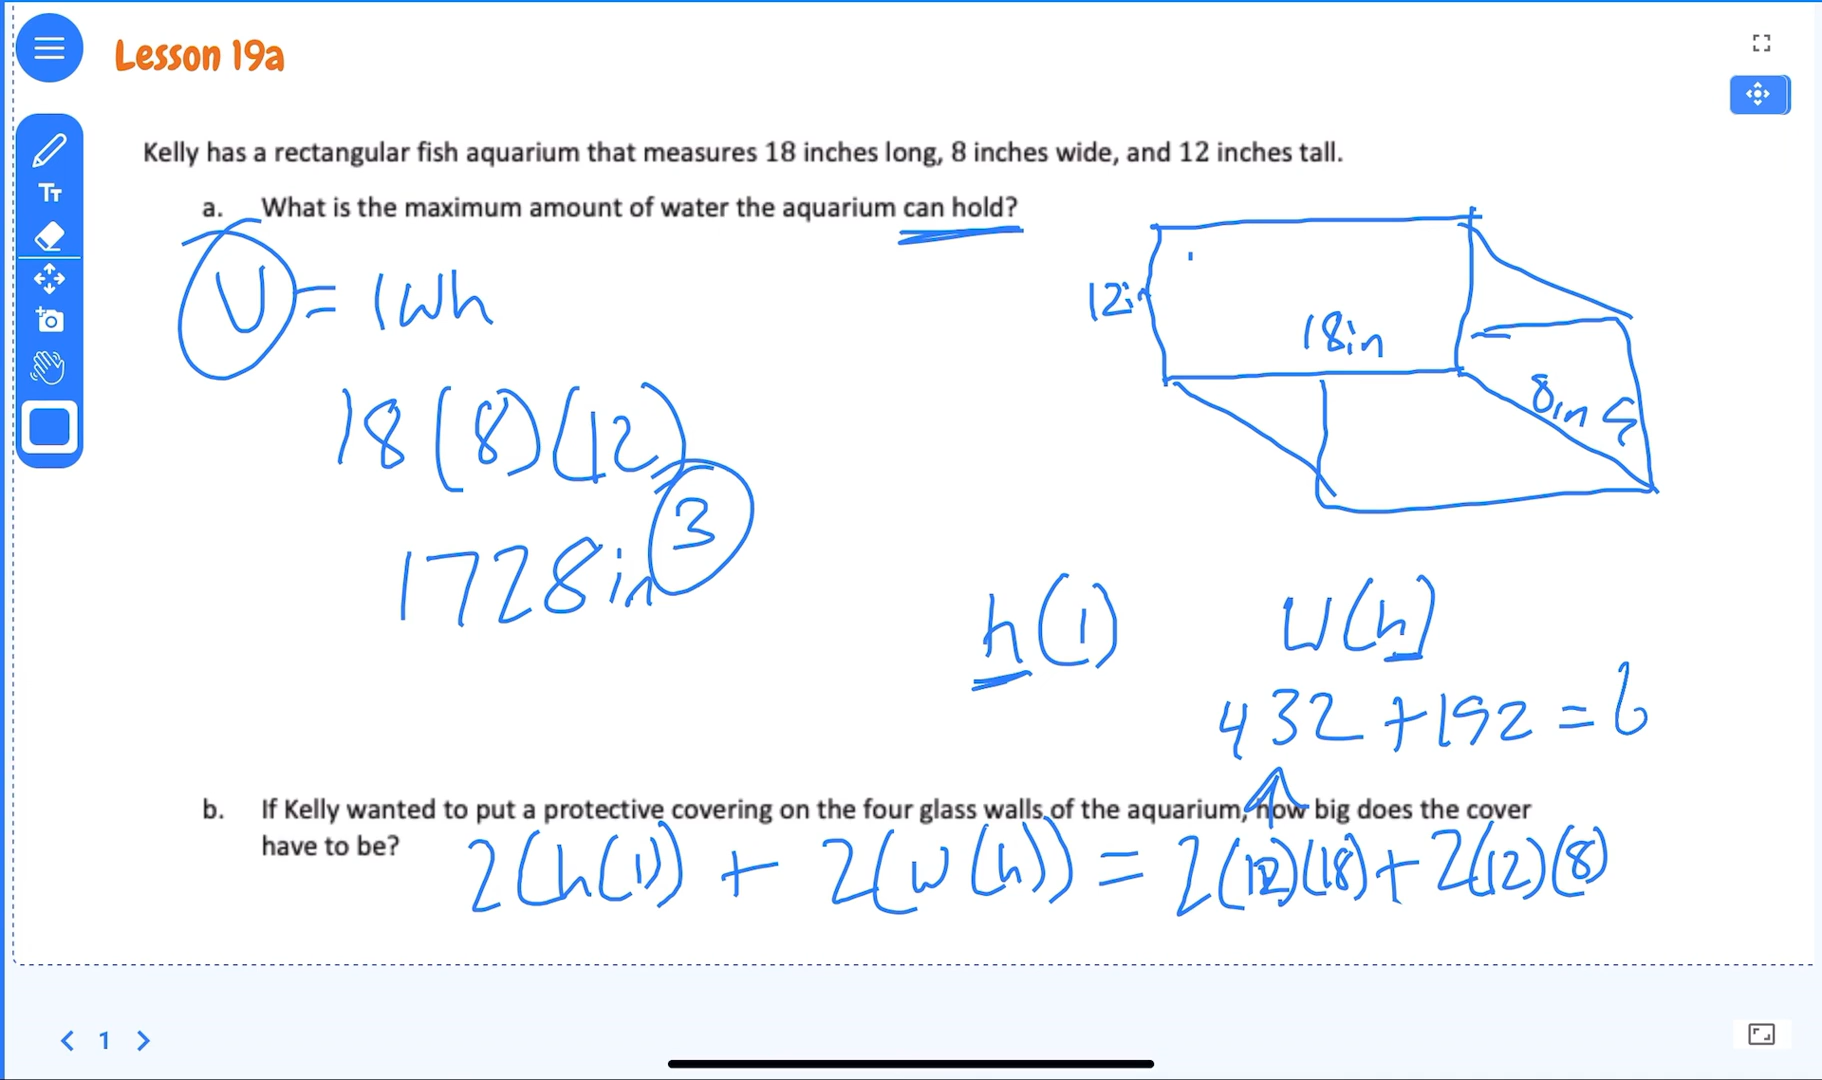 Lesson 19a
Kelly has a rectangular fish aquarium that measures 18 inches long, 8 inches wide, and 12 inches tall.
a. What is the maximum amount of water the aquarium can hold?
V = lwh
12in
18in
8in
18(8)(12)
1728in³
h(l)
W(h)
432 + 192 = 6
b. If Kelly wanted to put a protective covering on the four glass walls of the aquarium, how big does the cover
have to be?
2(h(l)) + 2(w(h)) = 2(12)(18) + 2(12)(8)
Tт
1